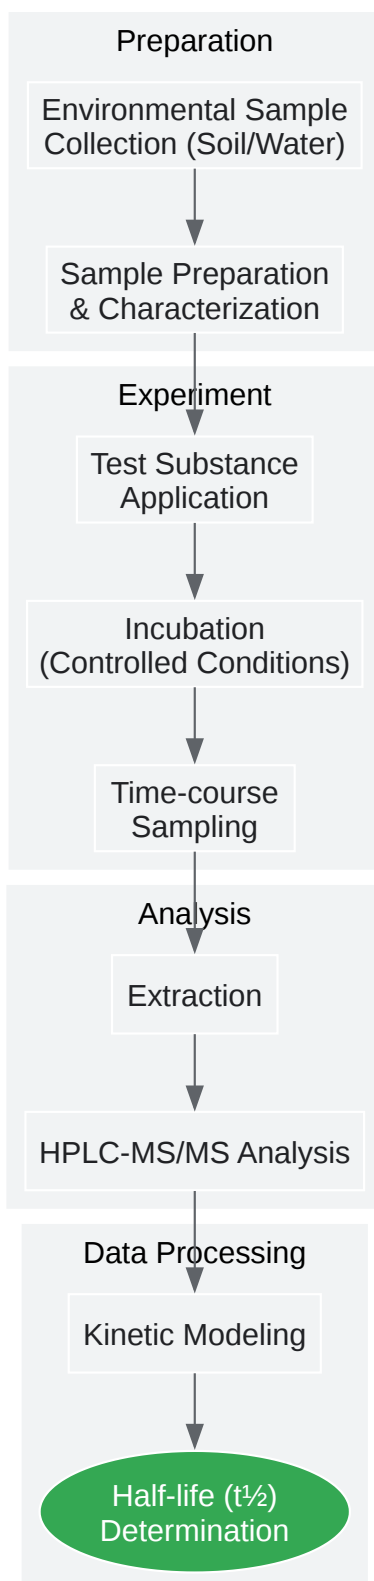 Preparation
Environmental Sample
Collection (Soil/Water)
Sample Preparation
& Characterization
Experiment
Test Substance
Application
Incubation
(Controlled Conditions)
Time-course
Sampling
Analysis
Extraction
HPLC-MS/MS Analysis
Data Processing
Kinetic Modeling
Half-life (t½)
Determination